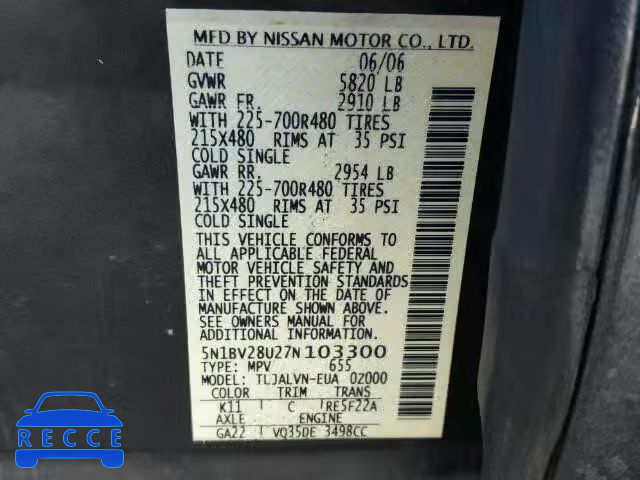 MFD BY NISSAN MOTOR CO., LTD.
DATE 06/06
GVWR 5820 LB
GAWR FR. 2910 LB
WITH 225-700R480 TIRES
215X480 RIMS AT 35 PSI
COLD SINGLE
GAWR RR. 2954 LB
WITH 225-700R480 TIRES
215X480 RIMS AT 35 PSI
COLD SINGLE
THIS VEHICLE CONFORMS TO
ALL APPLICABLE FEDERAL
MOTOR VEHICLE SAFETY AND
THEFT PREVENTION STANDARDS
IN EFFECT ON THE DATE OF
MANUFACTURE SHOWN ABOVE.
SEE OWNERS MANUAL FOR
ADDITIONAL INFORMATION.
5N1BV28U27N103300
TYPE: MPV 655
MODEL: TLJALVN-EUA 0Z000
COLOR TRIM TRANS
K11 C RE5F22A
AXLE ENGINE
GA22 VQ35DE 3498CC
RECCE